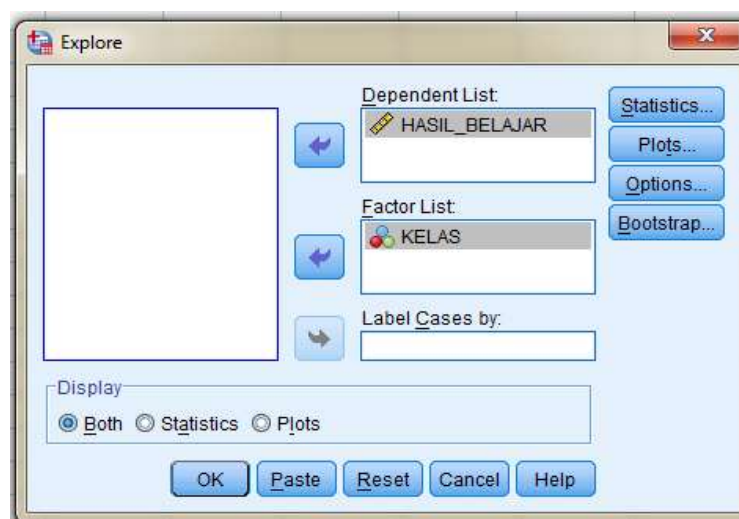 Explore
Dependent List:
HASIL_BELAJAR
Statistics...
Plots...
Options...
Bootstrap...
Factor List:
KELAS
Label Cases by:
Display
Both Statistics Plots
OK Paste Reset Cancel Help